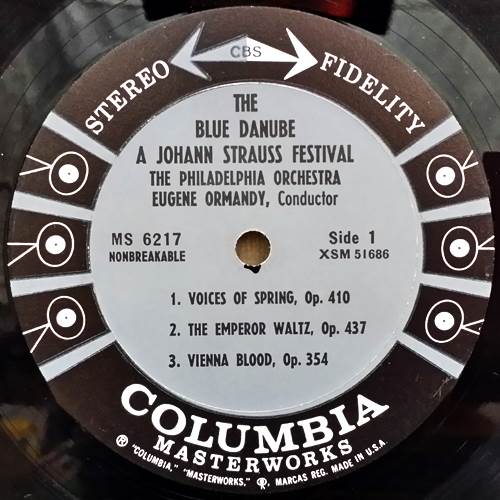 STEREO CBS FIDELITY
THE
BLUE DANUBE
A JOHANN STRAUSS FESTIVAL
THE PHILADELPHIA ORCHESTRA
EUGENE ORMANDY, Conductor
MS 6217
NONBREAKABLE
Side 1
XSM 51686
1. VOICES OF SPRING, Op. 410
2. THE EMPEROR WALTZ, Op. 437
3. VIENNA BLOOD, Op. 354
COLUMBIA
MASTERWORKS
® "COLUMBIA," "MASTERWORKS," MARCAS REG. MADE IN U.S.A.